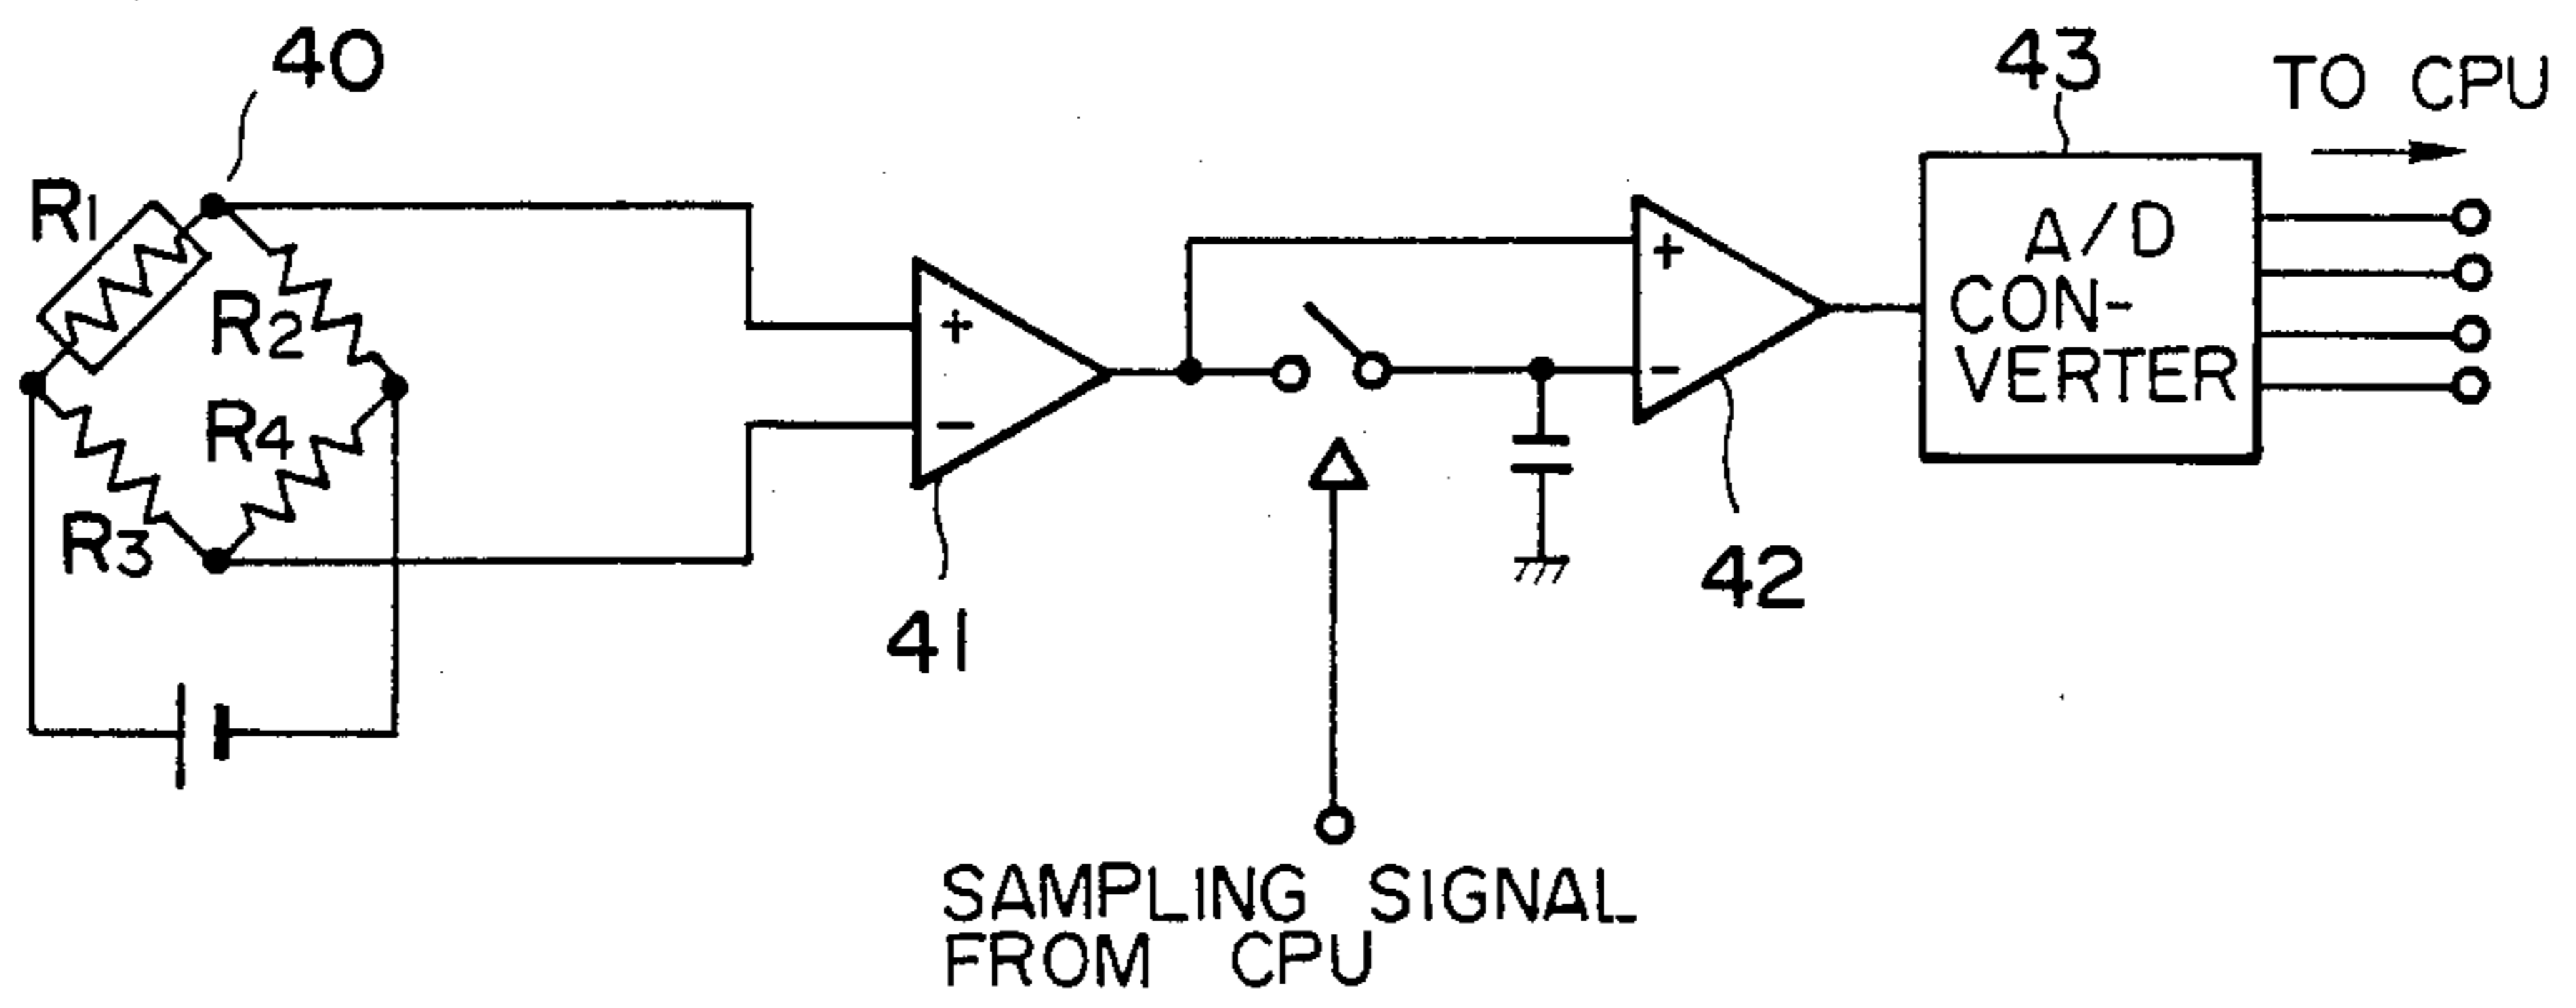 40
43
TO CPU
R1
R2
R4
R3
+
−
+
−
A/D
CON-
VERTER
41
42
SAMPLING SIGNAL
FROM CPU